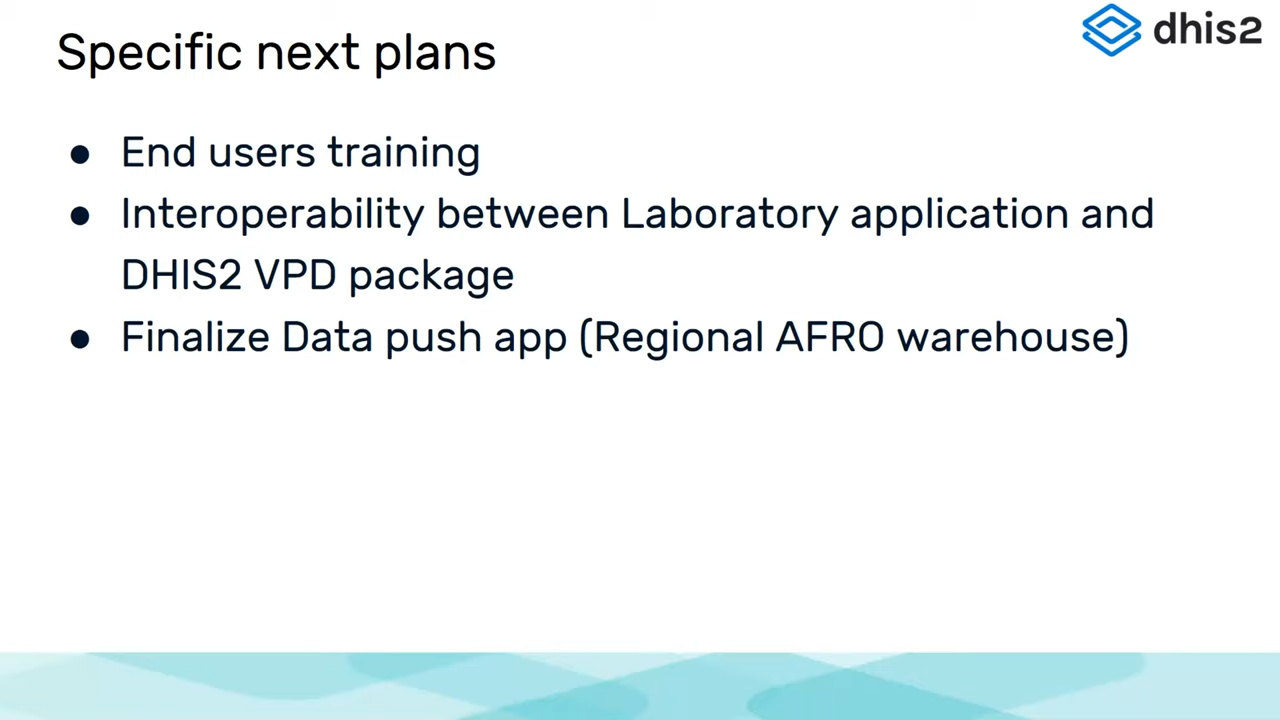 dhis2
Specific next plans
● End users training
● Interoperability between Laboratory application and
DHIS2 VPD package
● Finalize Data push app (Regional AFRO warehouse)